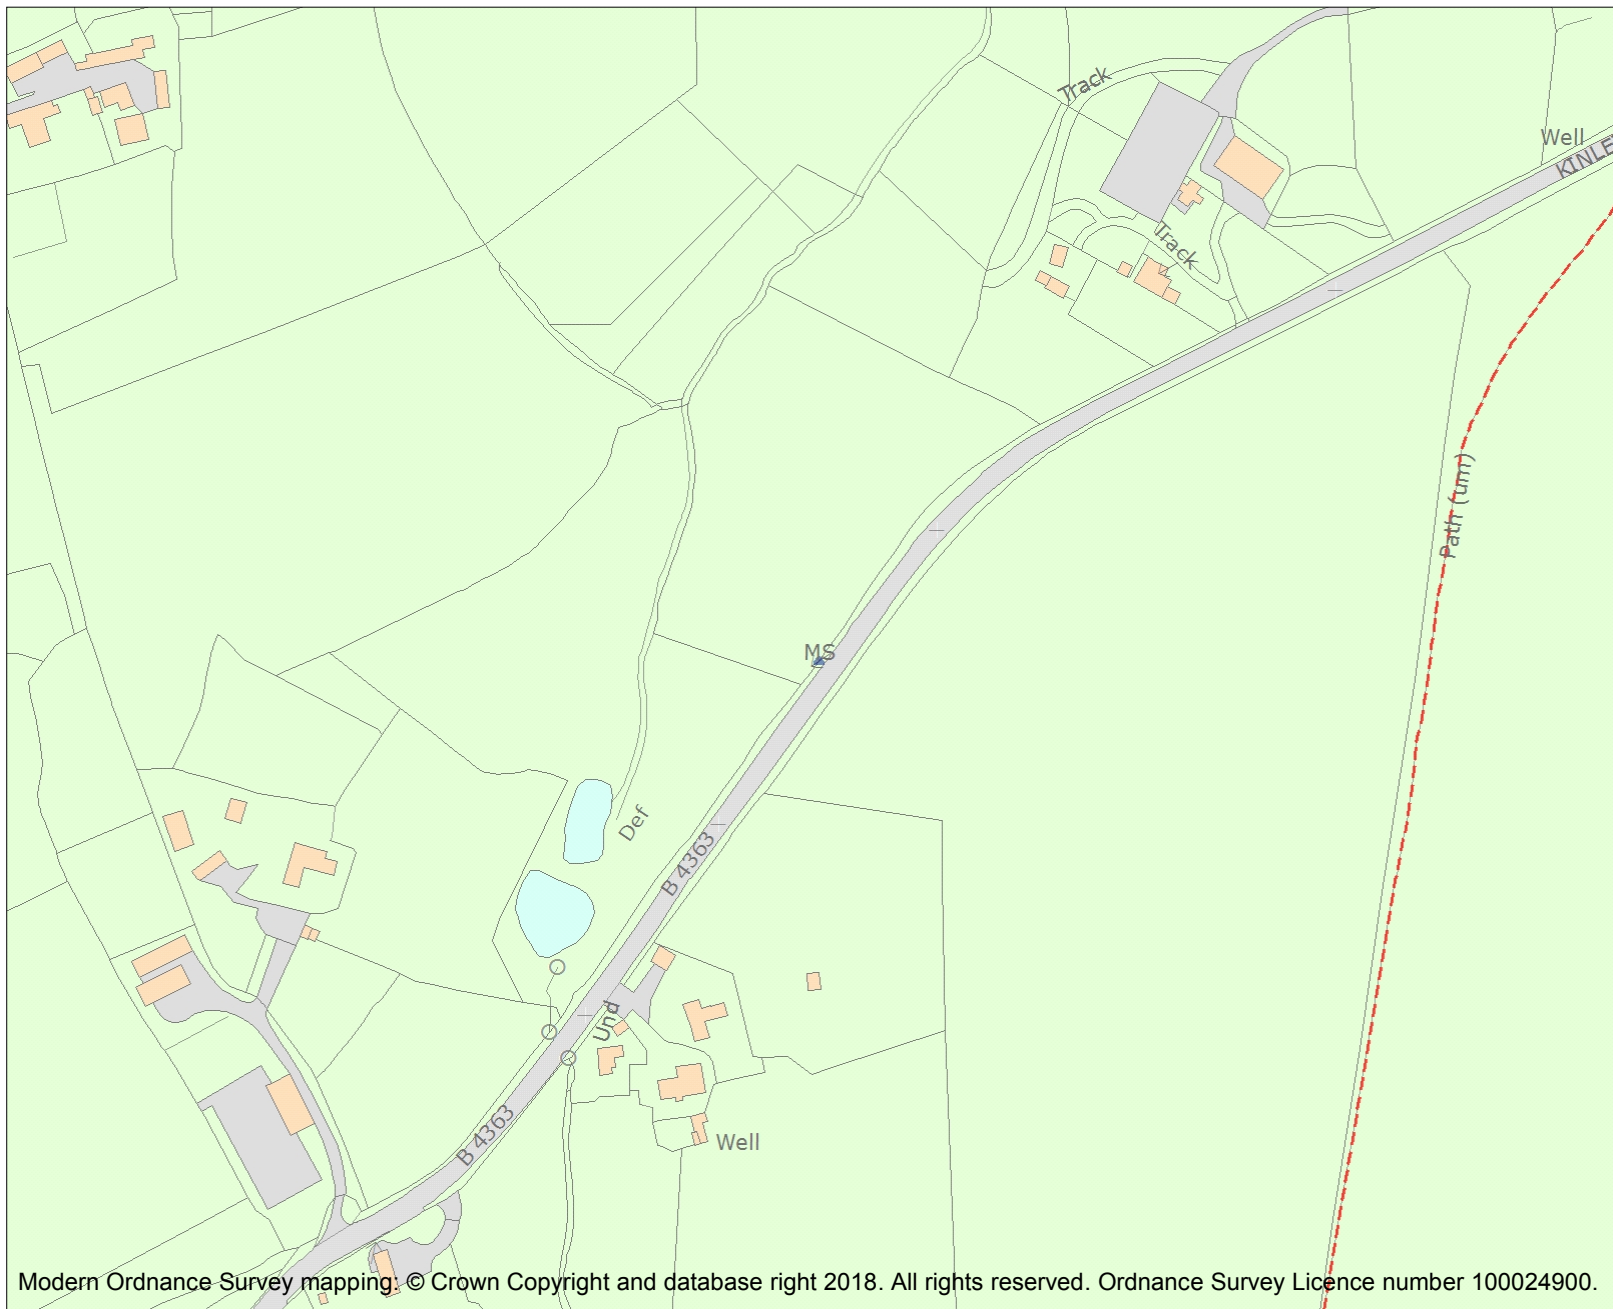 Track
Well
KINLE
Track
Path (um)
MS
Def
B 4363
Und
B 4363
Well
Modern Ordnance Survey mapping: © Crown Copyright and database right 2018. All rights reserved. Ordnance Survey Licence number 100024900.